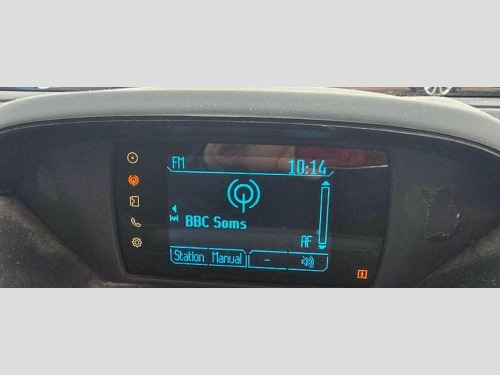 FM 10:14
BBC Soms
AF
Station Manual -